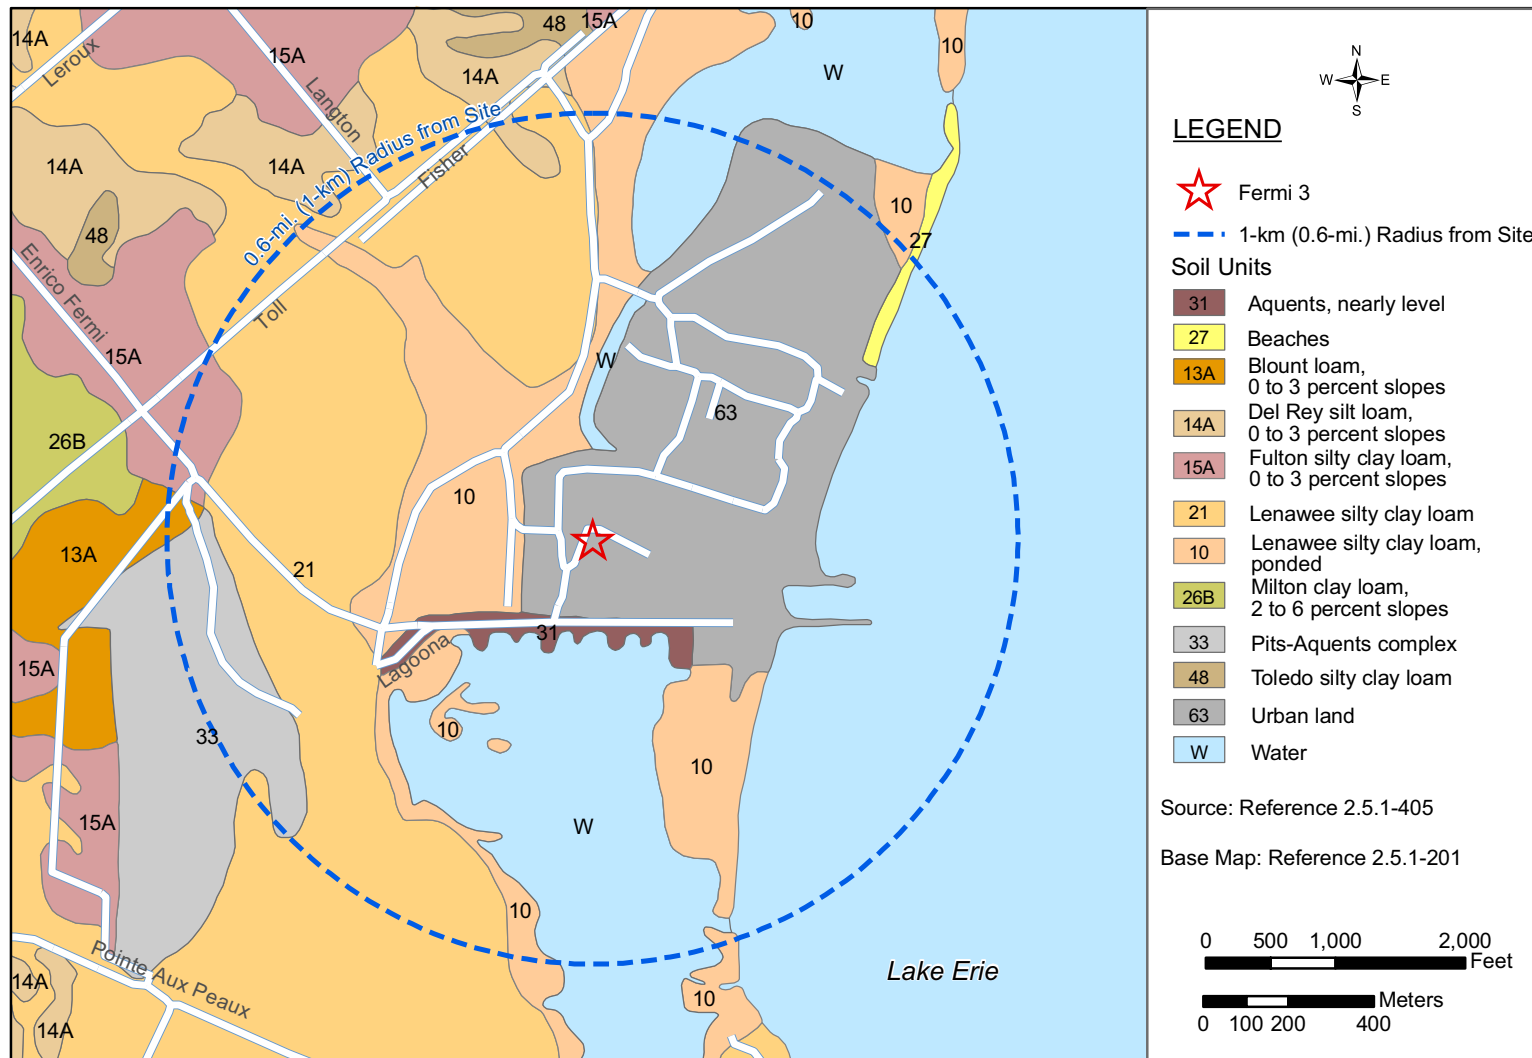 14A
48
15A
10
10
Leroux
15A
14A
W
Langton
0.6-mi. (1-km) Radius from Site
Fisher
14A
14A
10
48
27
Enrico Fermi
Toll
15A
W
63
26B
10
13A
21
31
15A
Lagoona
33
10
10
15A
W
10
Lake Erie
Pointe Aux Peaux
14A
10
14A
N
W E
S
LEGEND
Fermi 3
1-km (0.6-mi.) Radius from Site
Soil Units
31 Aquents, nearly level
27 Beaches
13A Blount loam,
0 to 3 percent slopes
14A Del Rey silt loam,
0 to 3 percent slopes
15A Fulton silty clay loam,
0 to 3 percent slopes
21 Lenawee silty clay loam
10 Lenawee silty clay loam,
ponded
26B Milton clay loam,
2 to 6 percent slopes
33 Pits-Aquents complex
48 Toledo silty clay loam
63 Urban land
W Water
Source: Reference 2.5.1-405
Base Map: Reference 2.5.1-201
0 500 1,000 2,000
Feet
Meters
0 100 200 400